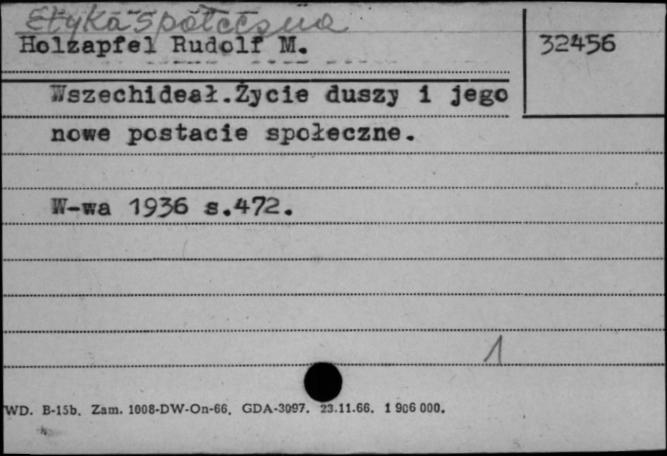 Etyka społeczna
Holzapfel Rudolf M.
32456
Wszechideał.Życie duszy i jego
nowe postacie społeczne.
W-wa 1936 s.472.
1
WD. B-15b. Zam. 1008-DW-On-66. GDA-3097. 23.11.66. 1 906 000.